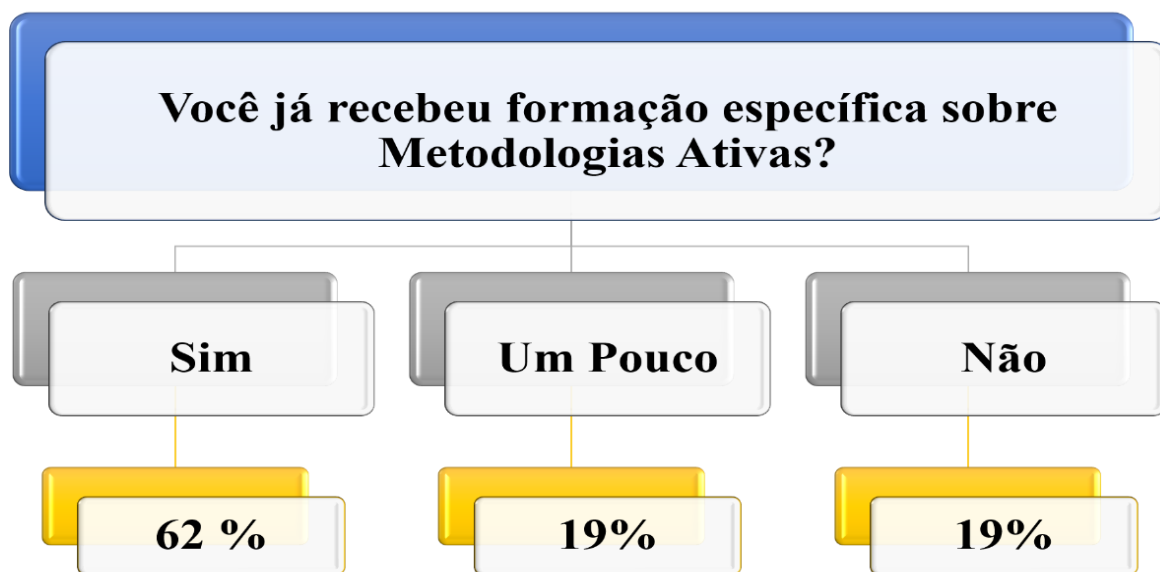 Você já recebeu formação específica sobre
Metodologias Ativas?
Sim
Um Pouco
Não
62 %
19%
19%